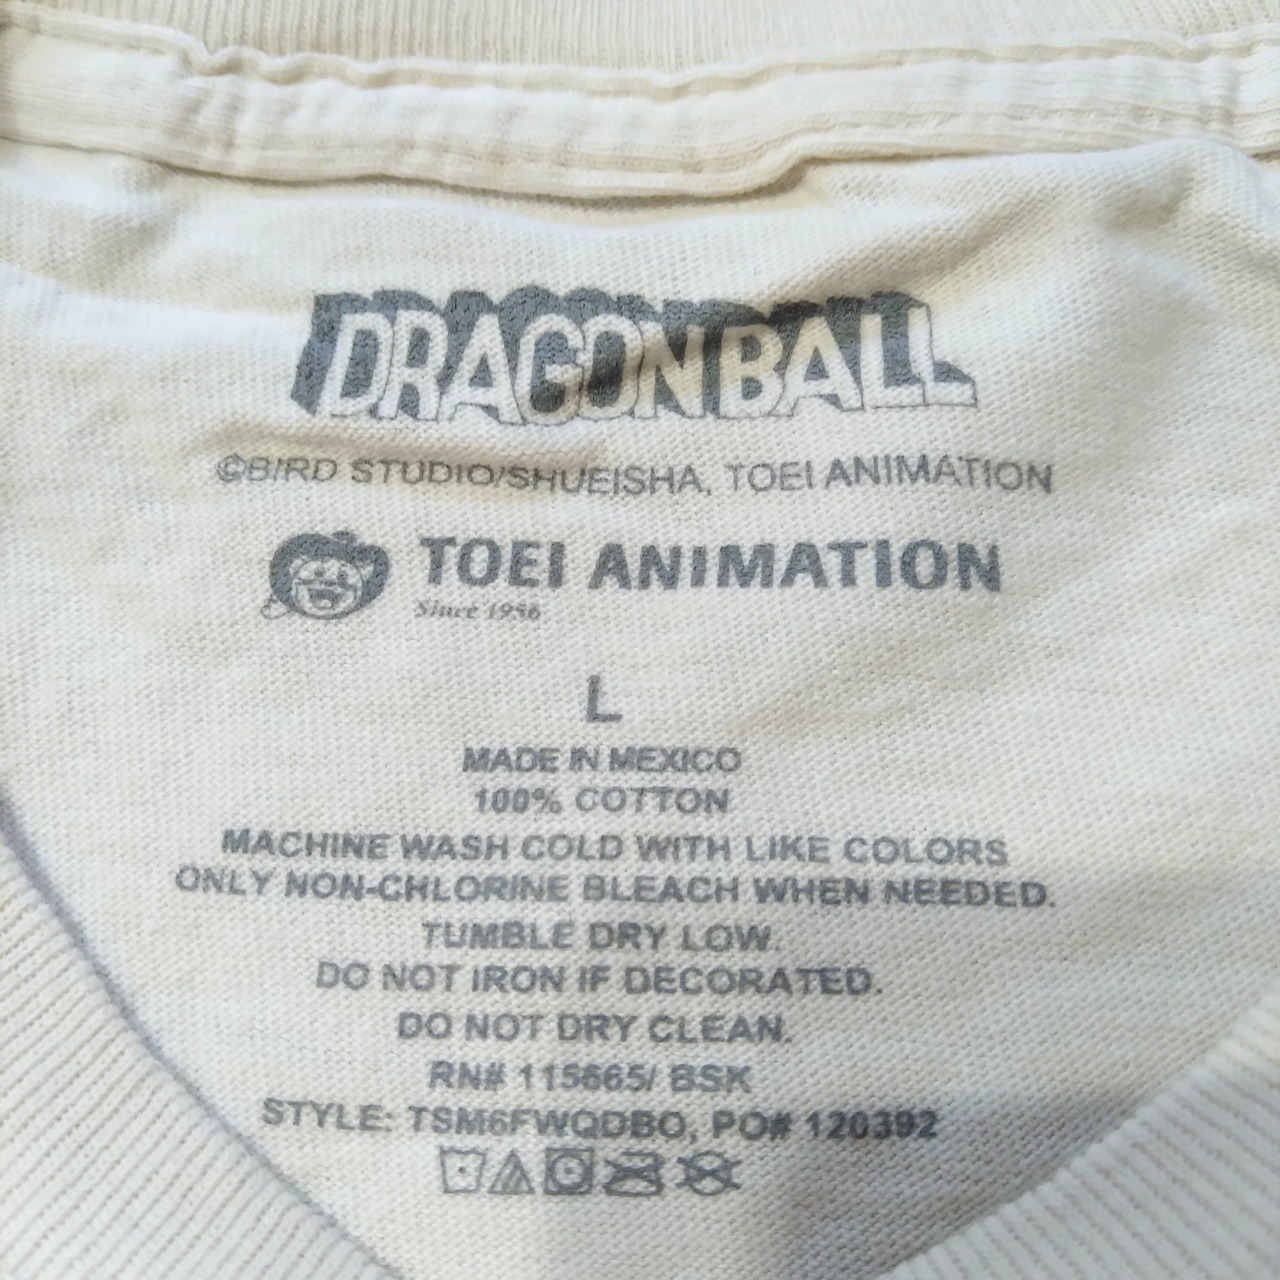 DRAGON BALL
©BIRD STUDIO/SHUEISHA, TOEI ANIMATION
TOEI ANIMATION
Since 1956
L
MADE IN MEXICO
100% COTTON
MACHINE WASH COLD WITH LIKE COLORS
ONLY NON-CHLORINE BLEACH WHEN NEEDED.
TUMBLE DRY LOW.
DO NOT IRON IF DECORATED.
DO NOT DRY CLEAN.
RN# 115665/ BSK
STYLE: TSM6FWQDBO, PO# 120392